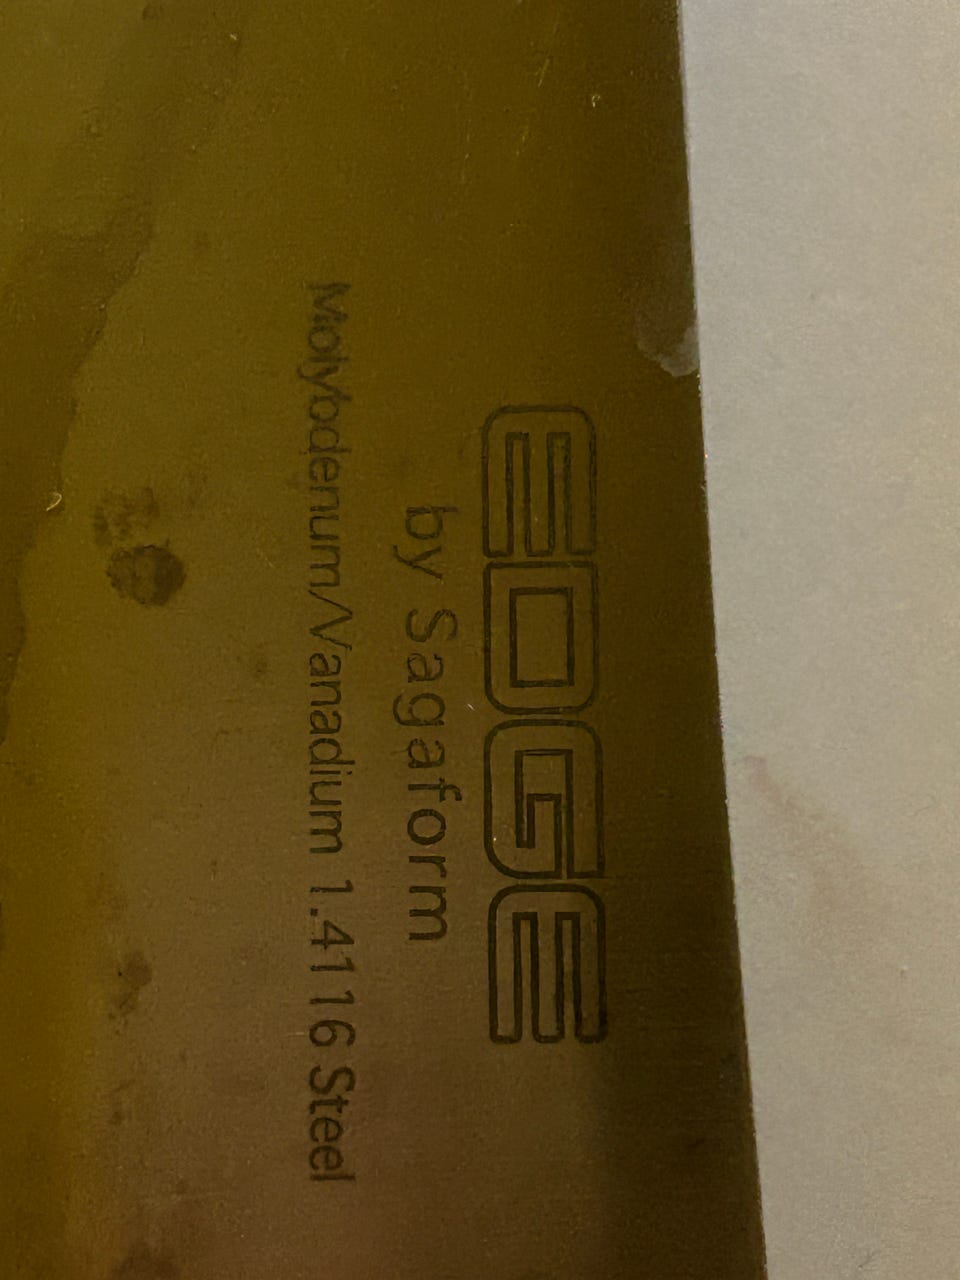 EDGE
by Sagaform
Molybdenum/Vanadium 1.4116 Steel